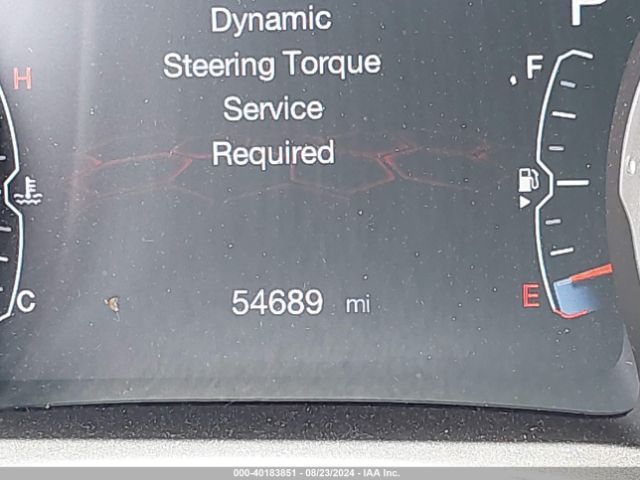 Dynamic
P
Steering Torque
H
F
Service
Required
C
54689 mi
E
000-40183851 - 08/23/2024 - IAA Inc.